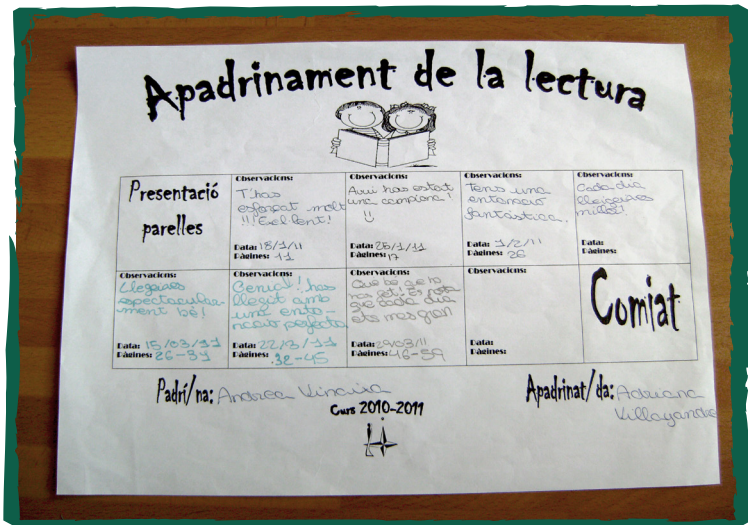 Apadrinament de la lectura
Presentació
parelles
Observacions:
T'has
esforçat molt
!!! Excel·lent!
Data: 18/1/11
Pàgines: 11
Observacions:
Avui has estat
una campiona!
Data: 25/1/11
Pàgines: 17
Observacions:
Tens una
entonació
fantàstica.
Data: 1/2/11
Pàgines: 26
Observacions:
Cada dia
llegeixes
millor!
Data:
Pàgines:
Observacions:
Llegeixes
espectacular-
ment bé!
Data: 15/03/11
Pàgines: 26-31
Observacions:
Genial! has
llegit amb
una ento-
nació perfecta
Data: 22/3/11
Pàgines: 32-45
Observacions:
Que bé que ho
has fet! Es nota
que cada dia
ets mes gran
Data: 29/03/11
Pàgines: 46-59
Observacions:
Data:
Pàgines:
Comiat
Padrí/na: Andrea
Apadrinat/da: Adriana
Curs 2010-2011